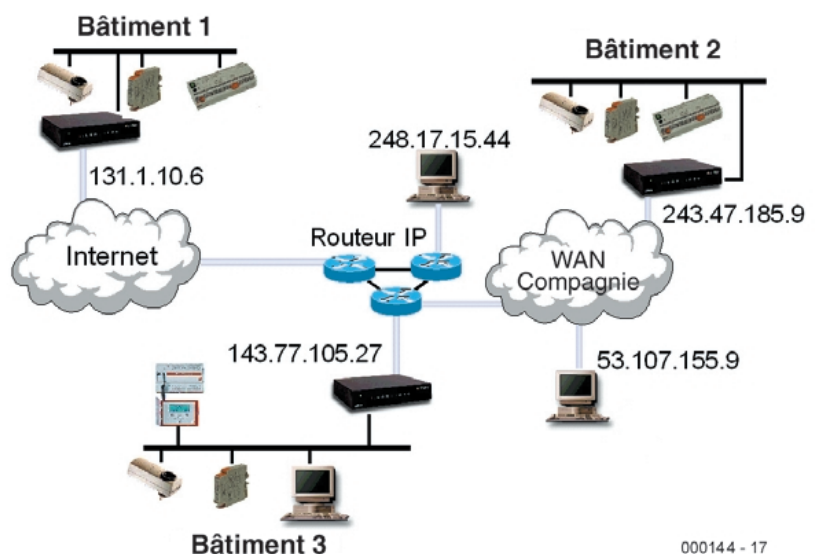 Bâtiment 1
Bâtiment 2
248.17.15.44
131.1.10.6
243.47.185.9
Internet
Routeur IP
WAN
Compagnie
143.77.105.27
53.107.155.9
Bâtiment 3
000144 - 17